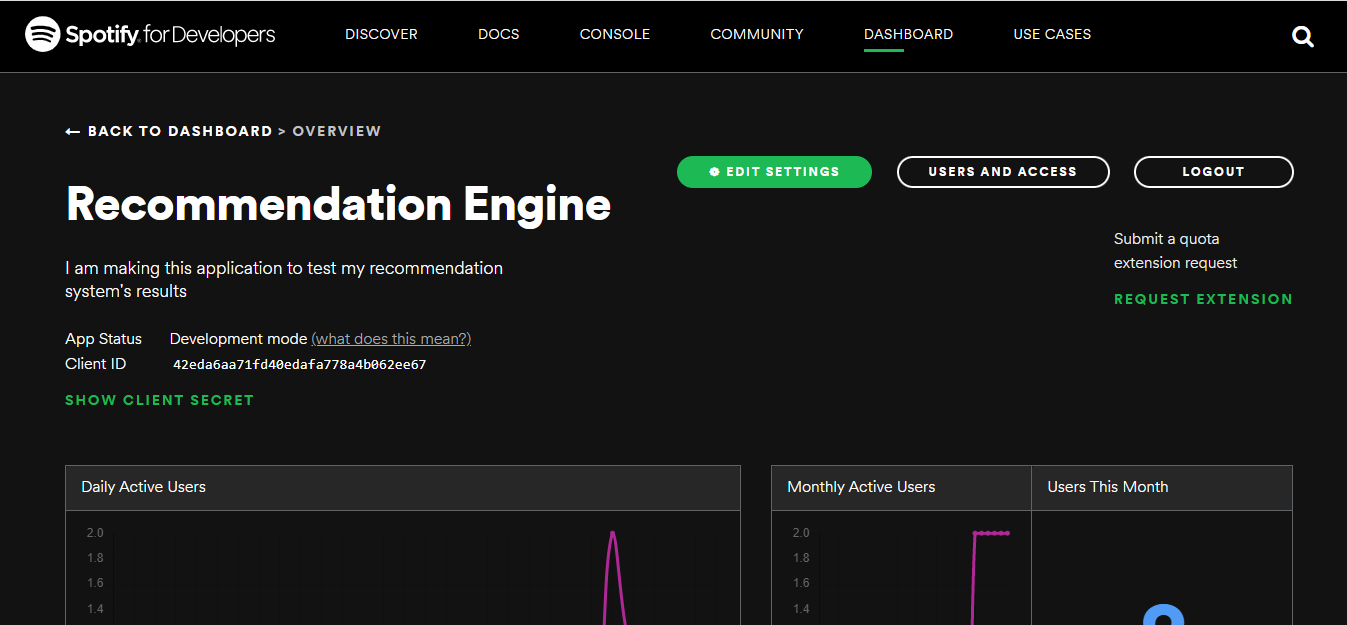 Spotify for Developers
DISCOVER DOCS CONSOLE COMMUNITY DASHBOARD USE CASES
← BACK TO DASHBOARD > OVERVIEW
EDIT SETTINGS USERS AND ACCESS LOGOUT
Recommendation Engine
I am making this application to test my recommendation
system's results
Submit a quota
extension request
REQUEST EXTENSION
App Status Development mode (what does this mean?)
Client ID 42eda6aa71fd40edafa778a4b062ee67
SHOW CLIENT SECRET
Daily Active Users
2.0
1.8
1.6
1.4
Monthly Active Users
2.0
1.8
1.6
1.4
Users This Month